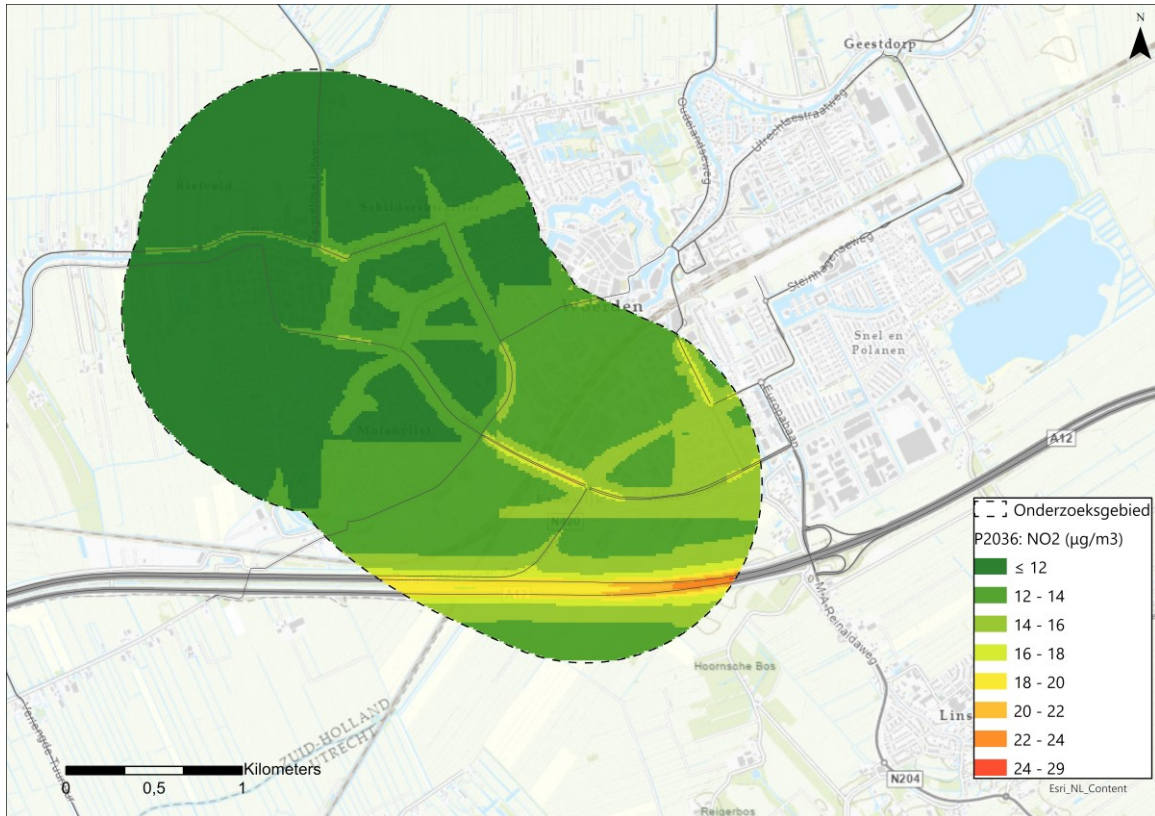 N
Geestdorp
Oudelandseweg
Utrechtsestraatweg
Rietveld
Schilderskwartier
Woerden
Steinhagenseweg
Snel en
Polanen
Europabaan
Molenvliet
A12
N420
A12
M.A. Reinaldaweg
Hoornsche Bos
ZUID-HOLLAND
UTRECHT
Lins
N204
Reigerbos
0 0,5 1 Kilometers
Onderzoeksgebied
P2036: NO2 (µg/m3)
≤ 12
12 - 14
14 - 16
16 - 18
18 - 20
20 - 22
22 - 24
24 - 29
Esri_NL_Content